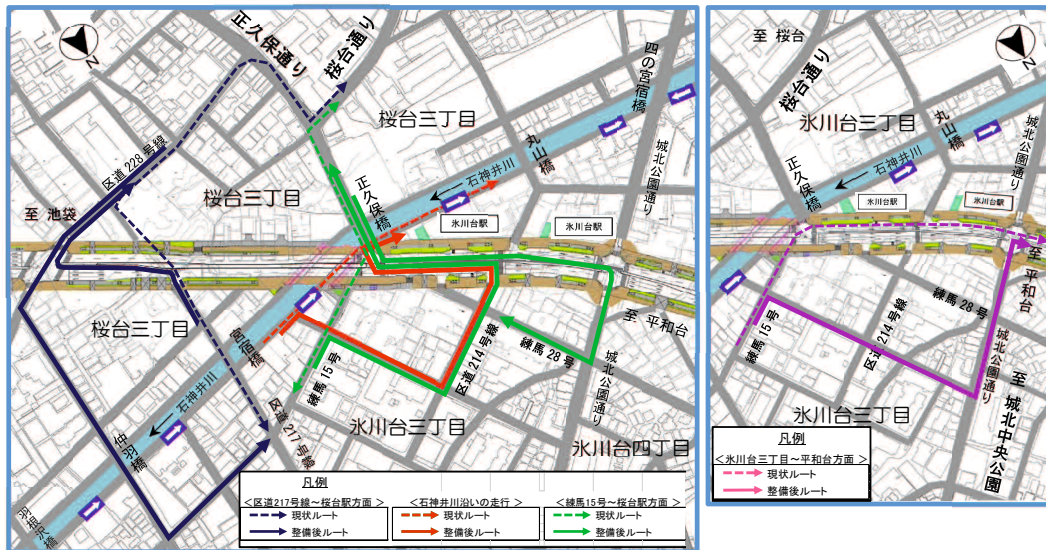 正久保通り
桜台通り
四の宮宿橋
N
桜台三丁目
丸山橋
城北公園通り
区道228号線
石神井川
桜台三丁目
正久保橋
至 池袋
氷川台駅
氷川台駅
桜台三丁目
至 平和台
宮宿橋
練馬15号
練馬28号
区道214号線
城北公園通り
石神井川
仲羽橋
区道217号線
氷川台三丁目
氷川台四丁目
羽根沢橋
凡例
＜区道217号線～桜台駅方面 ＞
＜石神井川沿いの走行 ＞
＜練馬15号～桜台駅方面 ＞
現状ルート
現状ルート
現状ルート
整備後ルート
整備後ルート
整備後ルート
至 桜台
N
桜台通り
氷川台三丁目
丸山橋
城北公園通り
正久保橋
石神井川
氷川台駅
氷川台駅
至 平和台
練馬28号
練馬15号
区道214号線
城北公園通り
氷川台三丁目
至 城北中央公園
凡例
＜氷川台三丁目～平和台方面 ＞
現状ルート
整備後ルート